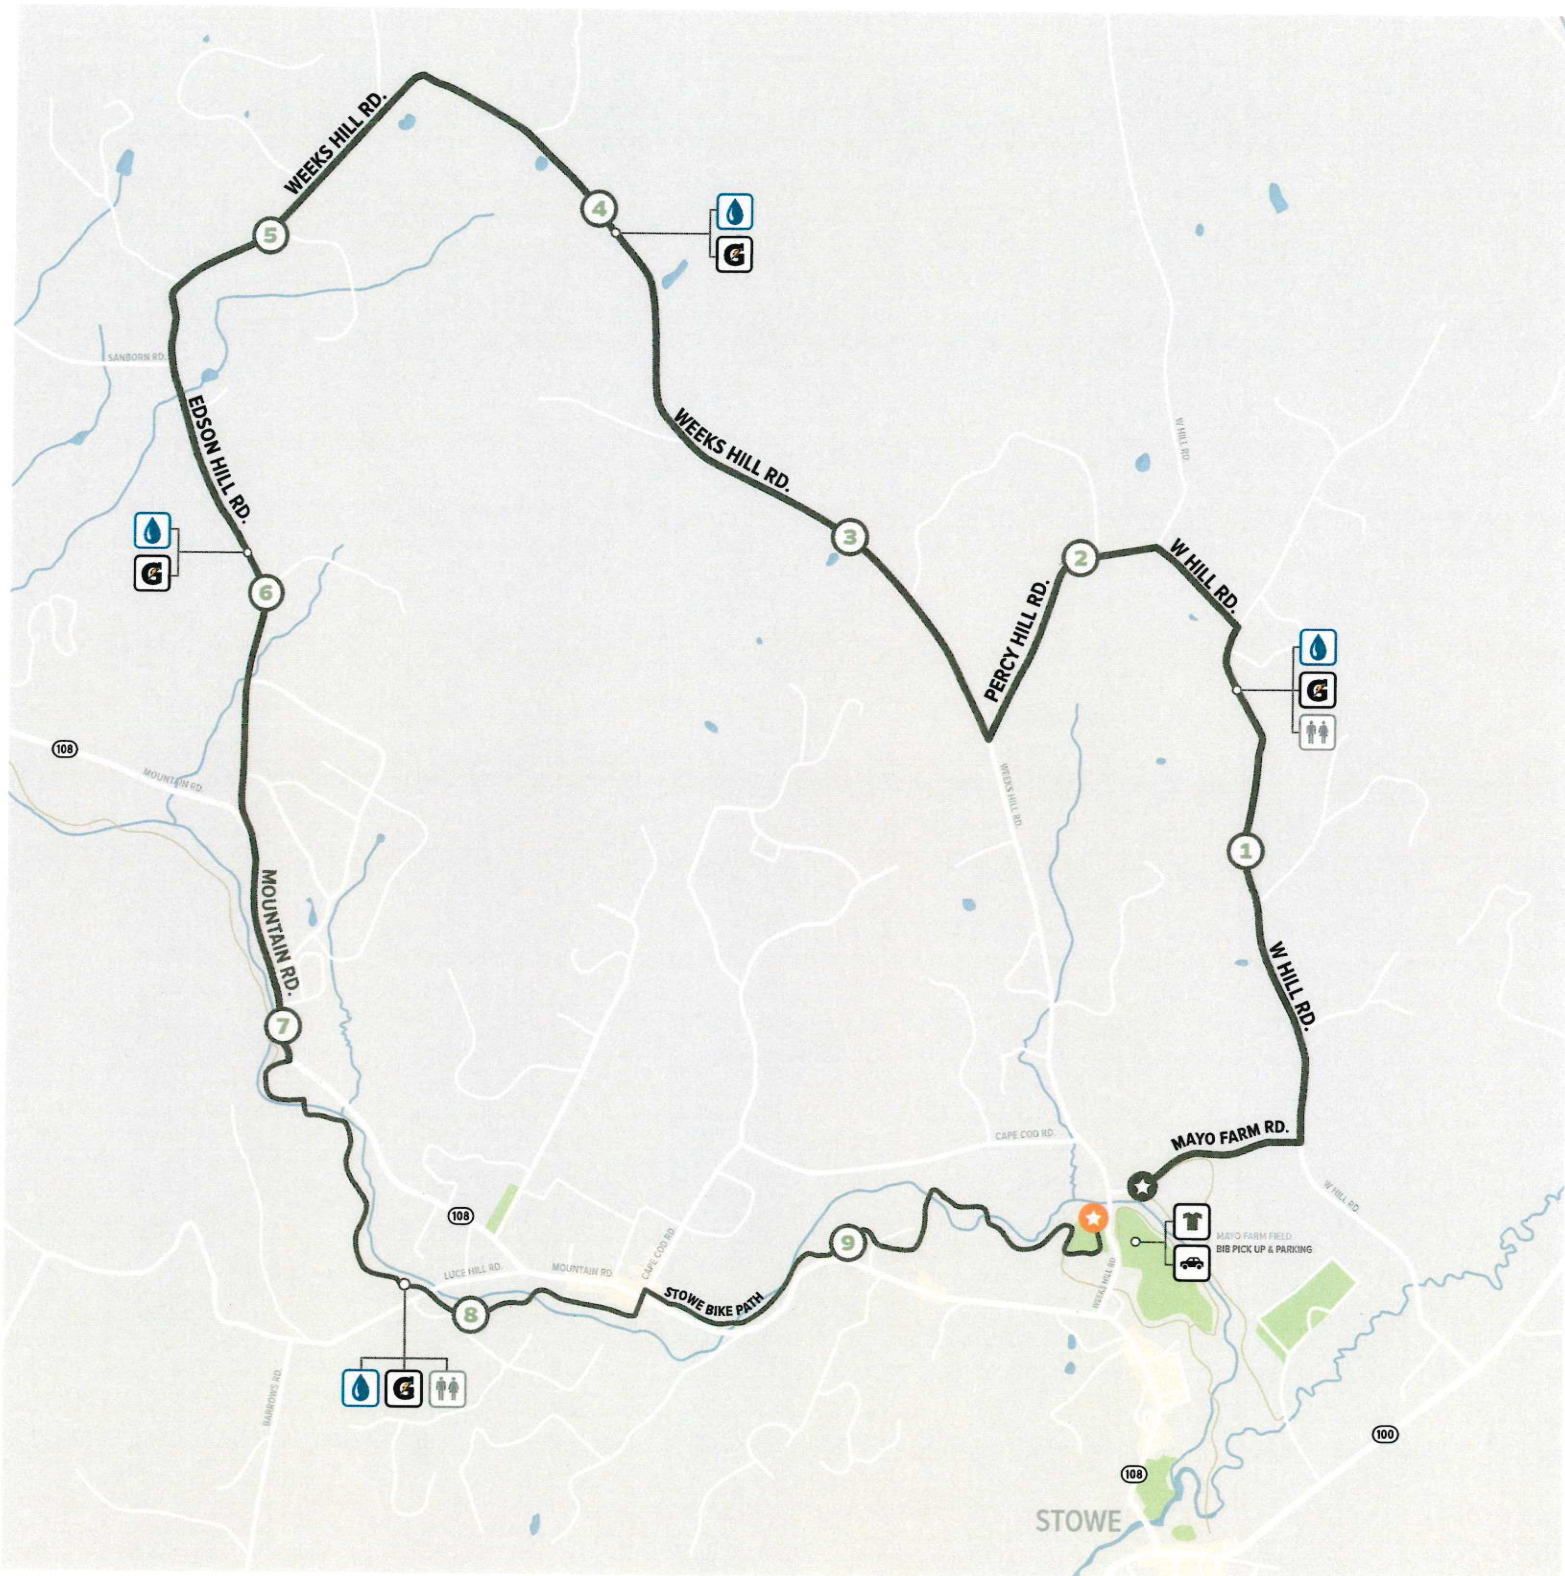 WEEKS HILL RD.
4
5
G
SANBORN RD.
EDSON HILL RD.
WEEKS HILL RD.
W HILL RD.
3
2
W HILL RD.
G
6
PERCY HILL RD.
G
108
MOUNTAIN RD.
WEEKS HILL RD.
1
MOUNTAIN RD.
W HILL RD.
7
CAPE COD RD.
MAYO FARM RD.
W HILL RD.
108
MAYO FARM FIELD
BIB PICK UP & PARKING
9
CAPE COD RD.
LUCE HILL RD.
MOUNTAIN RD.
WEEKS HILL RD.
STOWE BIKE PATH
8
G
BARROWS RD.
100
108
STOWE